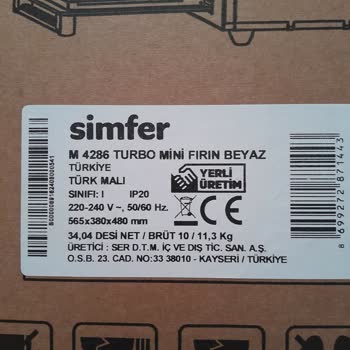 simfer
M 4286 TURBO MİNİ FIRIN BEYAZ
TÜRKİYE
TÜRK MALI
YERLİ
ÜRETİM
SINIFI: I IP20
220-240 V ~, 50/60 Hz.
CE
565x380x480 mm
34,04 DESİ NET / BRÜT 10 / 11,3 Kg
ÜRETİCİ : SER D.T.M. İÇ VE DIŞ TİC. SAN. A.Ş.
O.S.B. 23. CAD. NO:33 38010 - KAYSERİ / TÜRKİYE
8 699272 871443